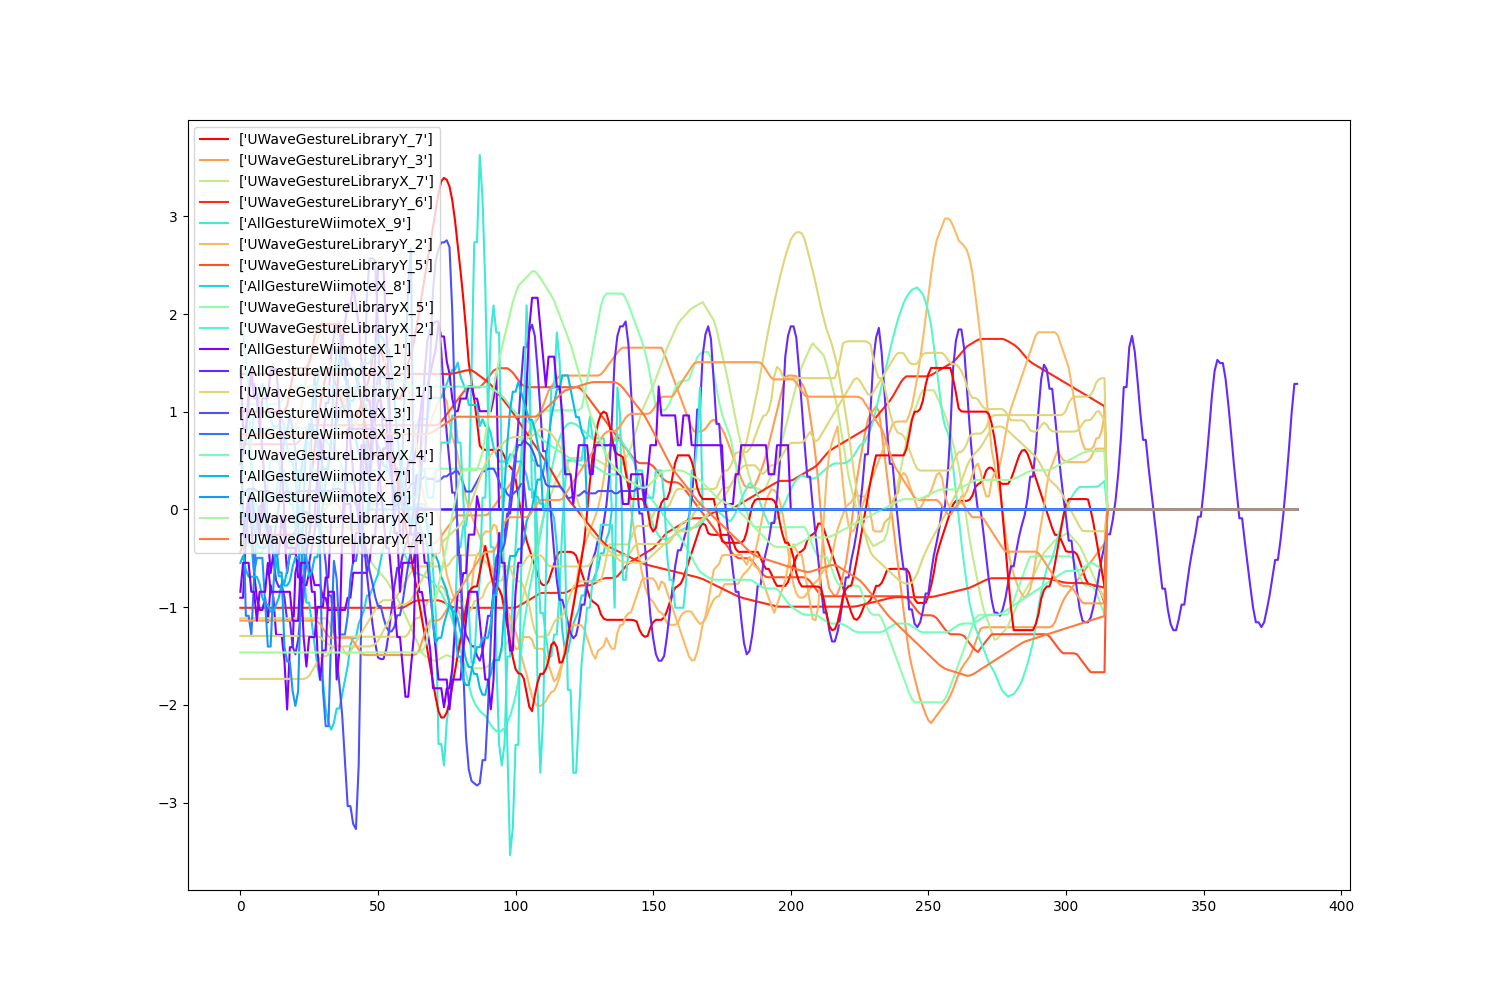 ['UWaveGestureLibraryY_7']
['UWaveGestureLibraryY_3']
['UWaveGestureLibraryX_7']
['UWaveGestureLibraryY_6']
['AllGestureWiimoteX_9']
['UWaveGestureLibraryY_2']
['UWaveGestureLibraryY_5']
['AllGestureWiimoteX_8']
['UWaveGestureLibraryX_5']
['UWaveGestureLibraryX_2']
['AllGestureWiimoteX_1']
['AllGestureWiimoteX_2']
['UWaveGestureLibraryY_1']
['AllGestureWiimoteX_3']
['AllGestureWiimoteX_5']
['UWaveGestureLibraryX_4']
['AllGestureWiimoteX_7']
['AllGestureWiimoteX_6']
['UWaveGestureLibraryX_6']
['UWaveGestureLibraryY_4']
3
2
1
0
−1
−2
−3
0 50 100 150 200 250 300 350 400